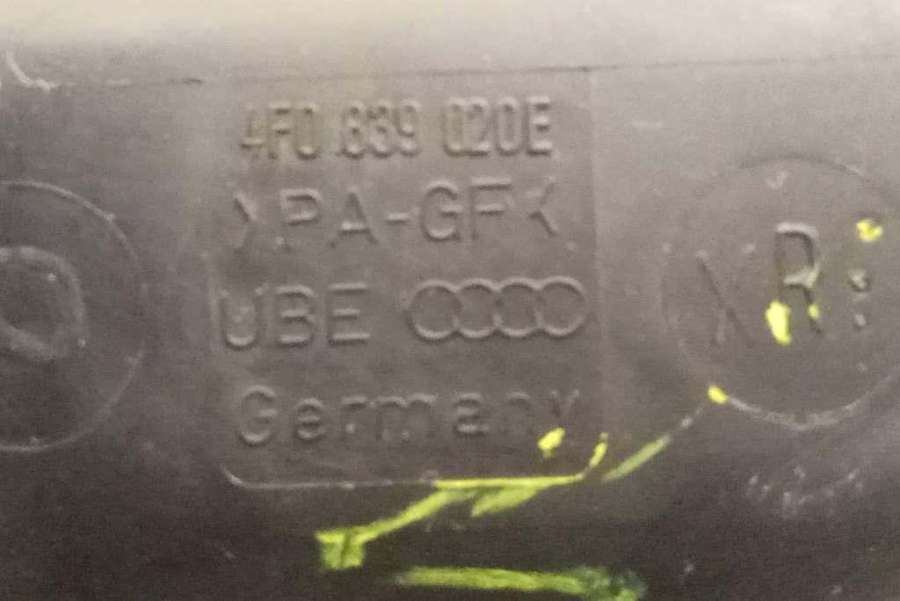 4F0 839 020E
>PA-GF<
UBE
Germany
XR: